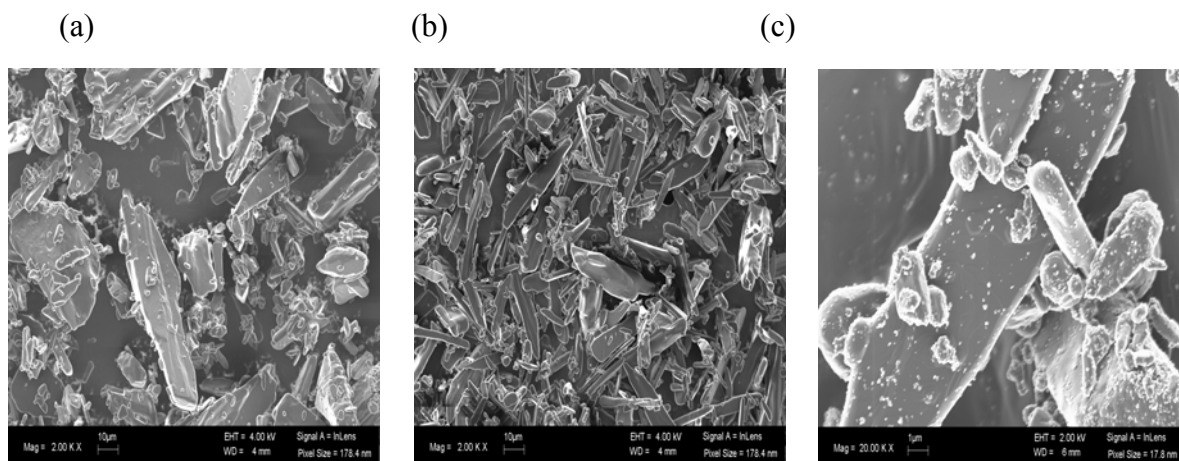 (a) (b) (c)
Mag = 2.00 K X 10µm EHT = 4.00 kV WD = 4 mm Signal A = InLens Pixel Size = 178.4 nm
Mag = 2.00 K X 10µm EHT = 4.00 kV WD = 4 mm Signal A = InLens Pixel Size = 178.4 nm
Mag = 20.00 K X 1µm EHT = 2.00 kV WD = 6 mm Signal A = InLens Pixel Size = 17.8 nm